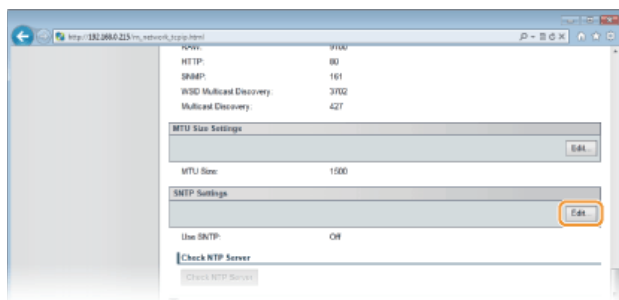 http://192.168.0.215/m_network_tcpip.html
RAW: 9100
HTTP: 80
SNMP: 161
WSD Multicast Discovery: 3702
Multicast Discovery: 427
MTU Size Settings
Edit...
MTU Size: 1500
SNTP Settings
Edit...
Use SNTP: Off
Check NTP Server
Check NTP Server